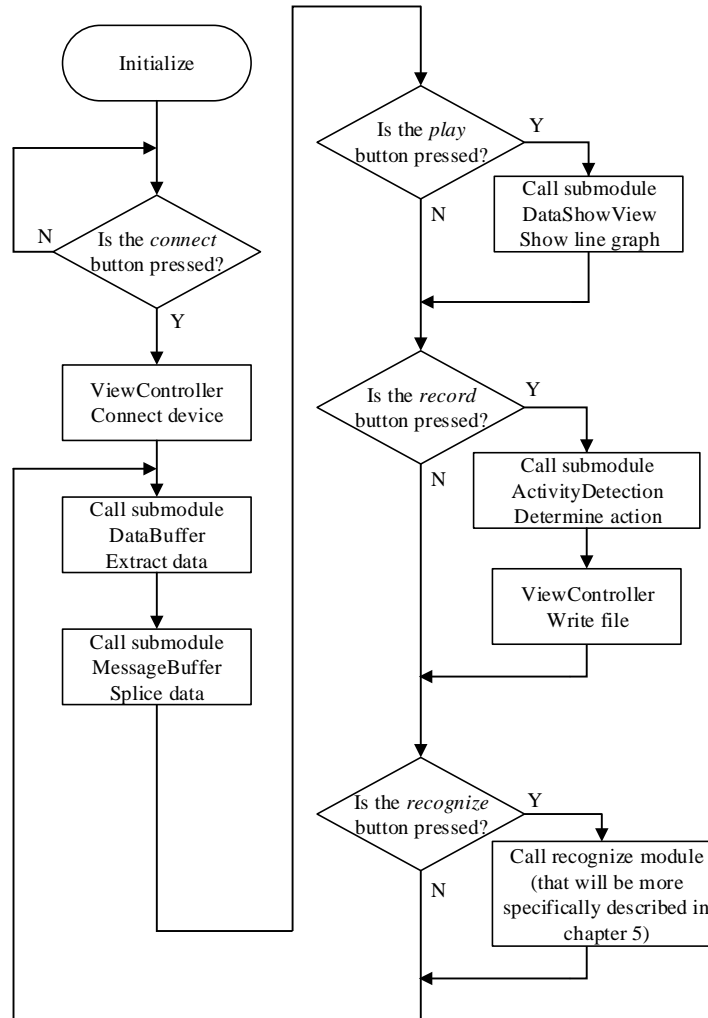 Initialize
Is the connect
button pressed?
N
Y
ViewController
Connect device
Call submodule
DataBuffer
Extract data
Call submodule
MessageBuffer
Splice data
Is the play
button pressed?
Y
N
Call submodule
DataShowView
Show line graph
Is the record
button pressed?
Y
N
Call submodule
ActivityDetection
Determine action
ViewController
Write file
Is the recognize
button pressed?
Y
N
Call recognize module
(that will be more
specifically described in
chapter 5)